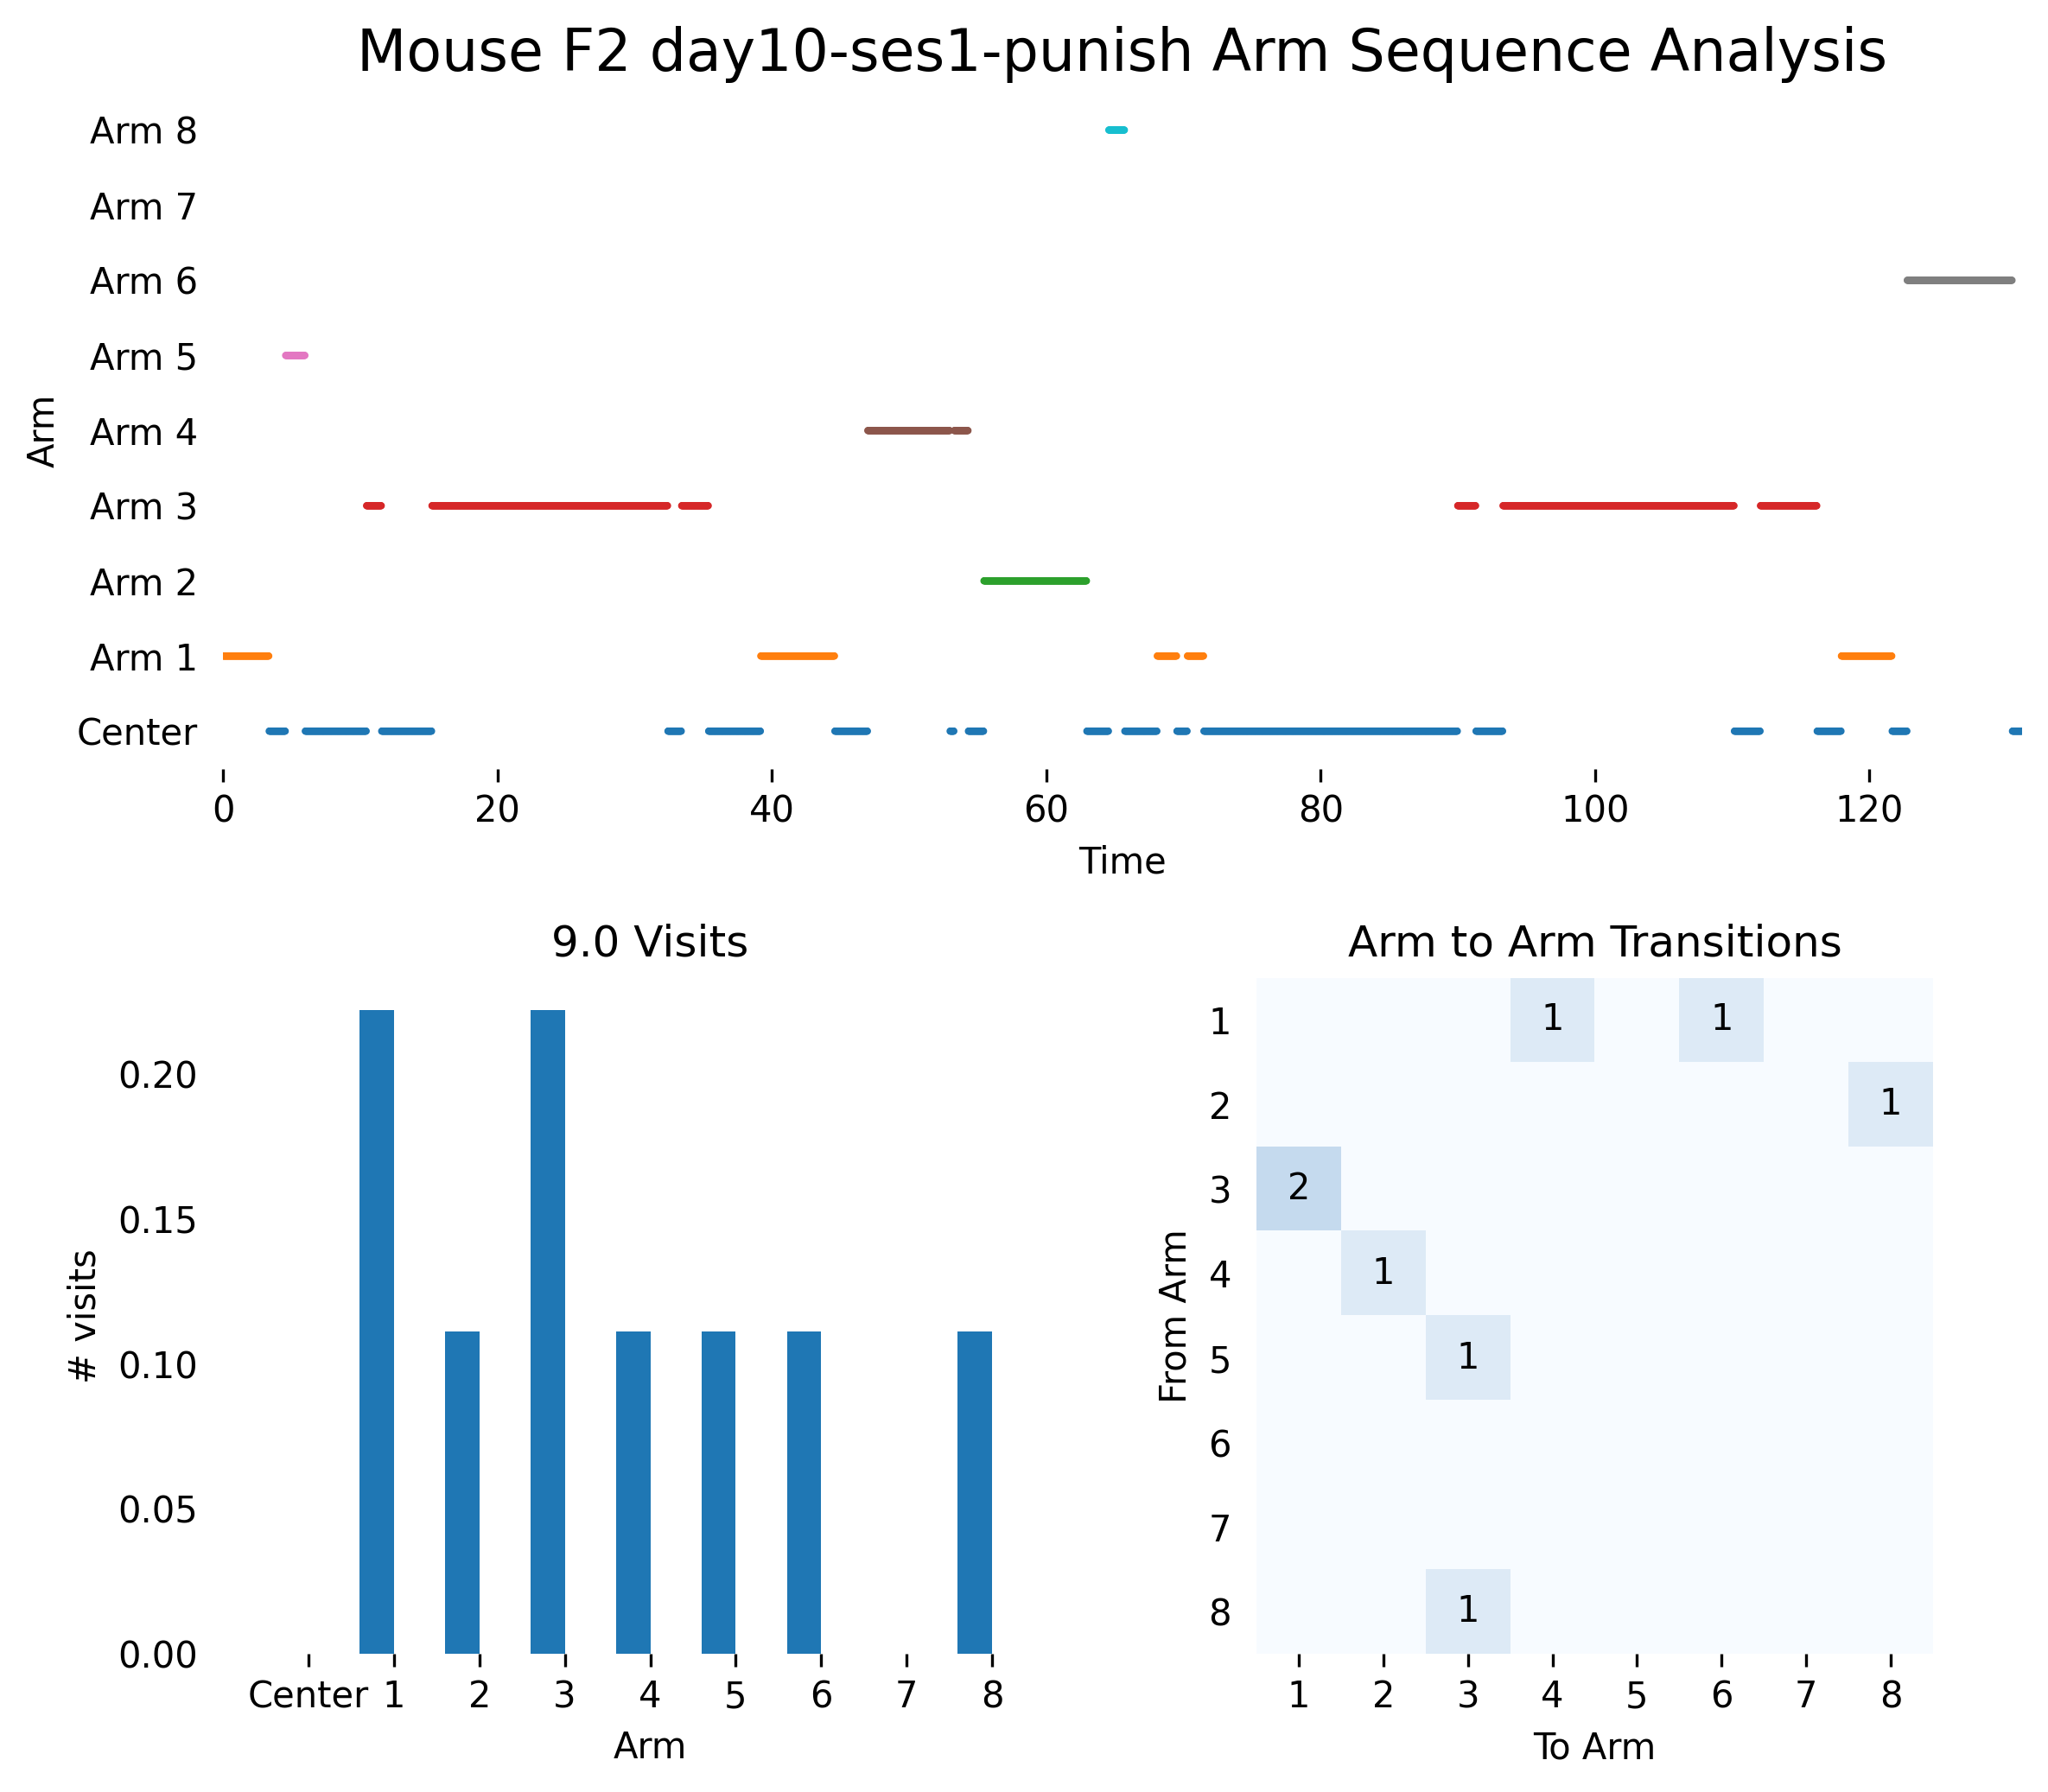 Mouse F2 day10-ses1-punish Arm Sequence Analysis
Arm
Arm 8
Arm 7
Arm 6
Arm 5
Arm 4
Arm 3
Arm 2
Arm 1
Center
0 20 40 60 80 100 120
Time
9.0 Visits
# visits
0.20
0.15
0.10
0.05
0.00
Center 1 2 3 4 5 6 7 8
Arm
Arm to Arm Transitions
From Arm
1 1 1
2 1
3 2
4 1
5 1
6
7
8 1
1 2 3 4 5 6 7 8
To Arm